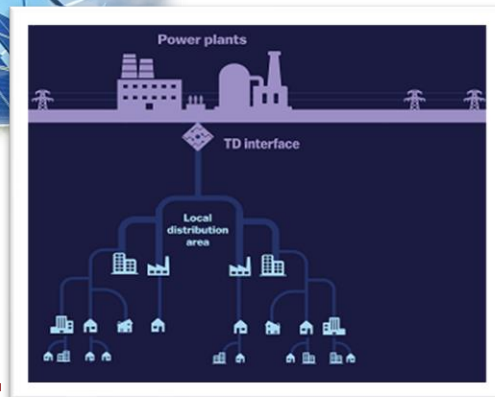 Power plants
TD interface
Local
distribution
area